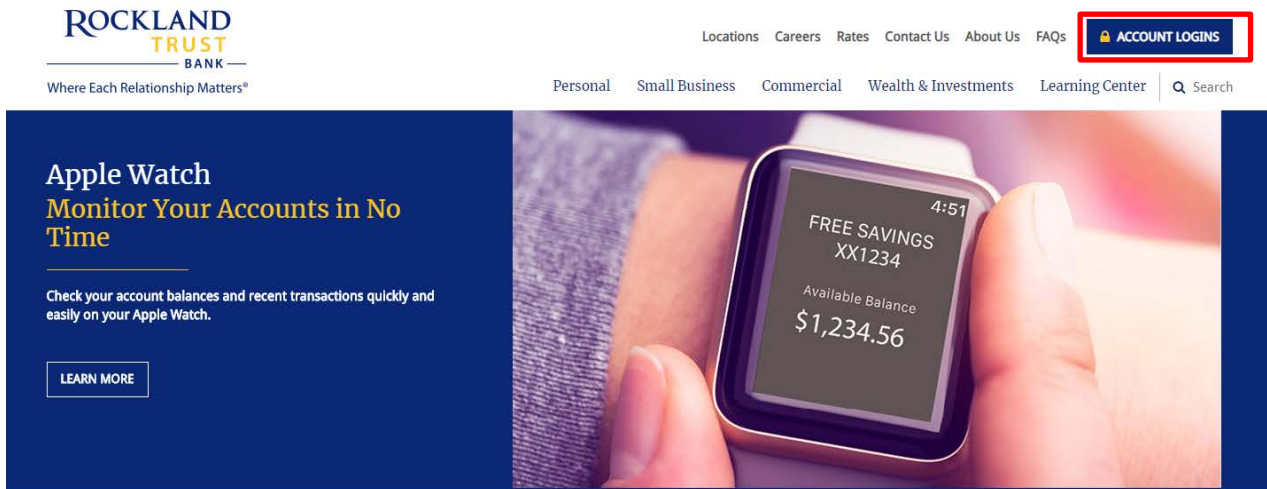 ROCKLAND
TRUST
BANK
Where Each Relationship Matters®
Locations Careers Rates Contact Us About Us FAQs ACCOUNT LOGINS
Personal Small Business Commercial Wealth & Investments Learning Center Search
Apple Watch
Monitor Your Accounts in No
Time
Check your account balances and recent transactions quickly and
easily on your Apple Watch.
LEARN MORE
4:51
FREE SAVINGS
XX1234
Available Balance
$1,234.56